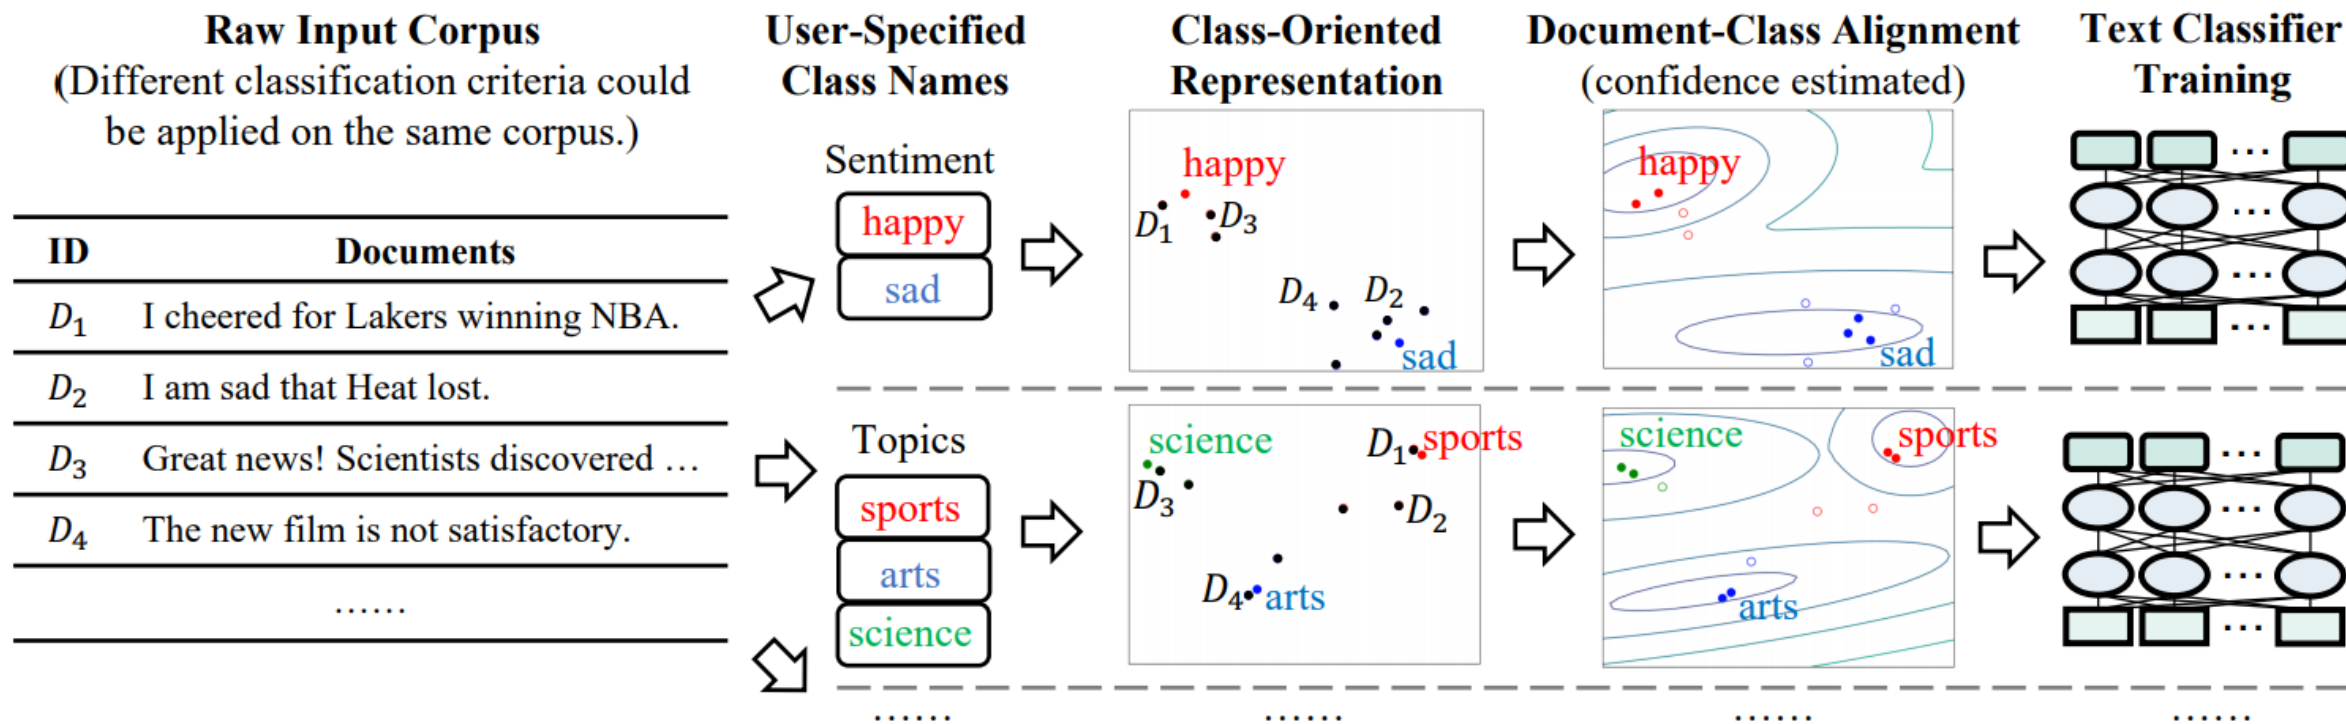 Raw Input Corpus
(Different classification criteria could
be applied on the same corpus.)
ID Documents
D₁ I cheered for Lakers winning NBA.
D₂ I am sad that Heat lost.
D₃ Great news! Scientists discovered …
D₄ The new film is not satisfactory.
……
User-Specified
Class Names
Sentiment
happy
sad
Topics
sports
arts
science
……
Class-Oriented
Representation
happy
D₁ D₃
D₄ D₂
sad
science D₁ sports
D₃ D₂
D₄ arts
……
Document-Class Alignment
(confidence estimated)
happy
sad
science sports
arts
……
Text Classifier
Training
...
...
...
...
...
...
...
...
……